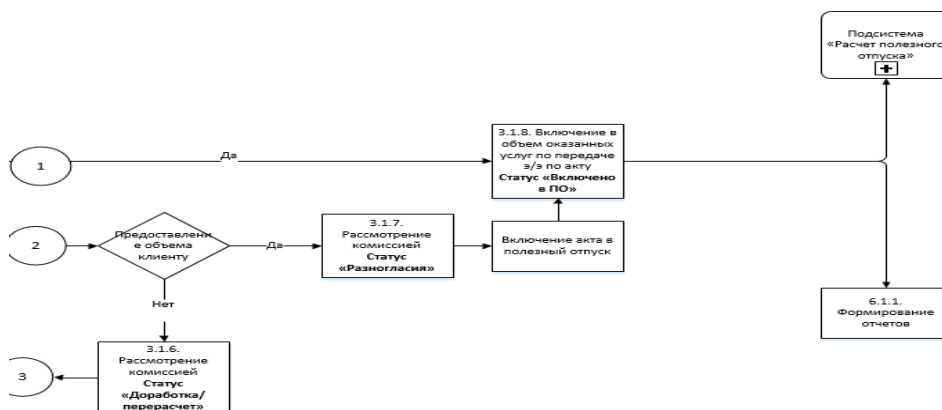 Подсистема
«Расчет полезного
отпуска»
3.1.8. Включение в
объем оказанных
услуг по передаче
э/э по акту
Статус «Включено
в ПО»
Да
1
2
Предоставлени
е объема
клиенту
Да
3.1.7.
Рассмотрение
комиссией
Статус
«Разногласия»
Включение акта в
полезный отпуск
Нет
6.1.1.
Формирование
отчетов
3
3.1.6.
Рассмотрение
комиссией
Статус
«Доработка/
перерасчет»